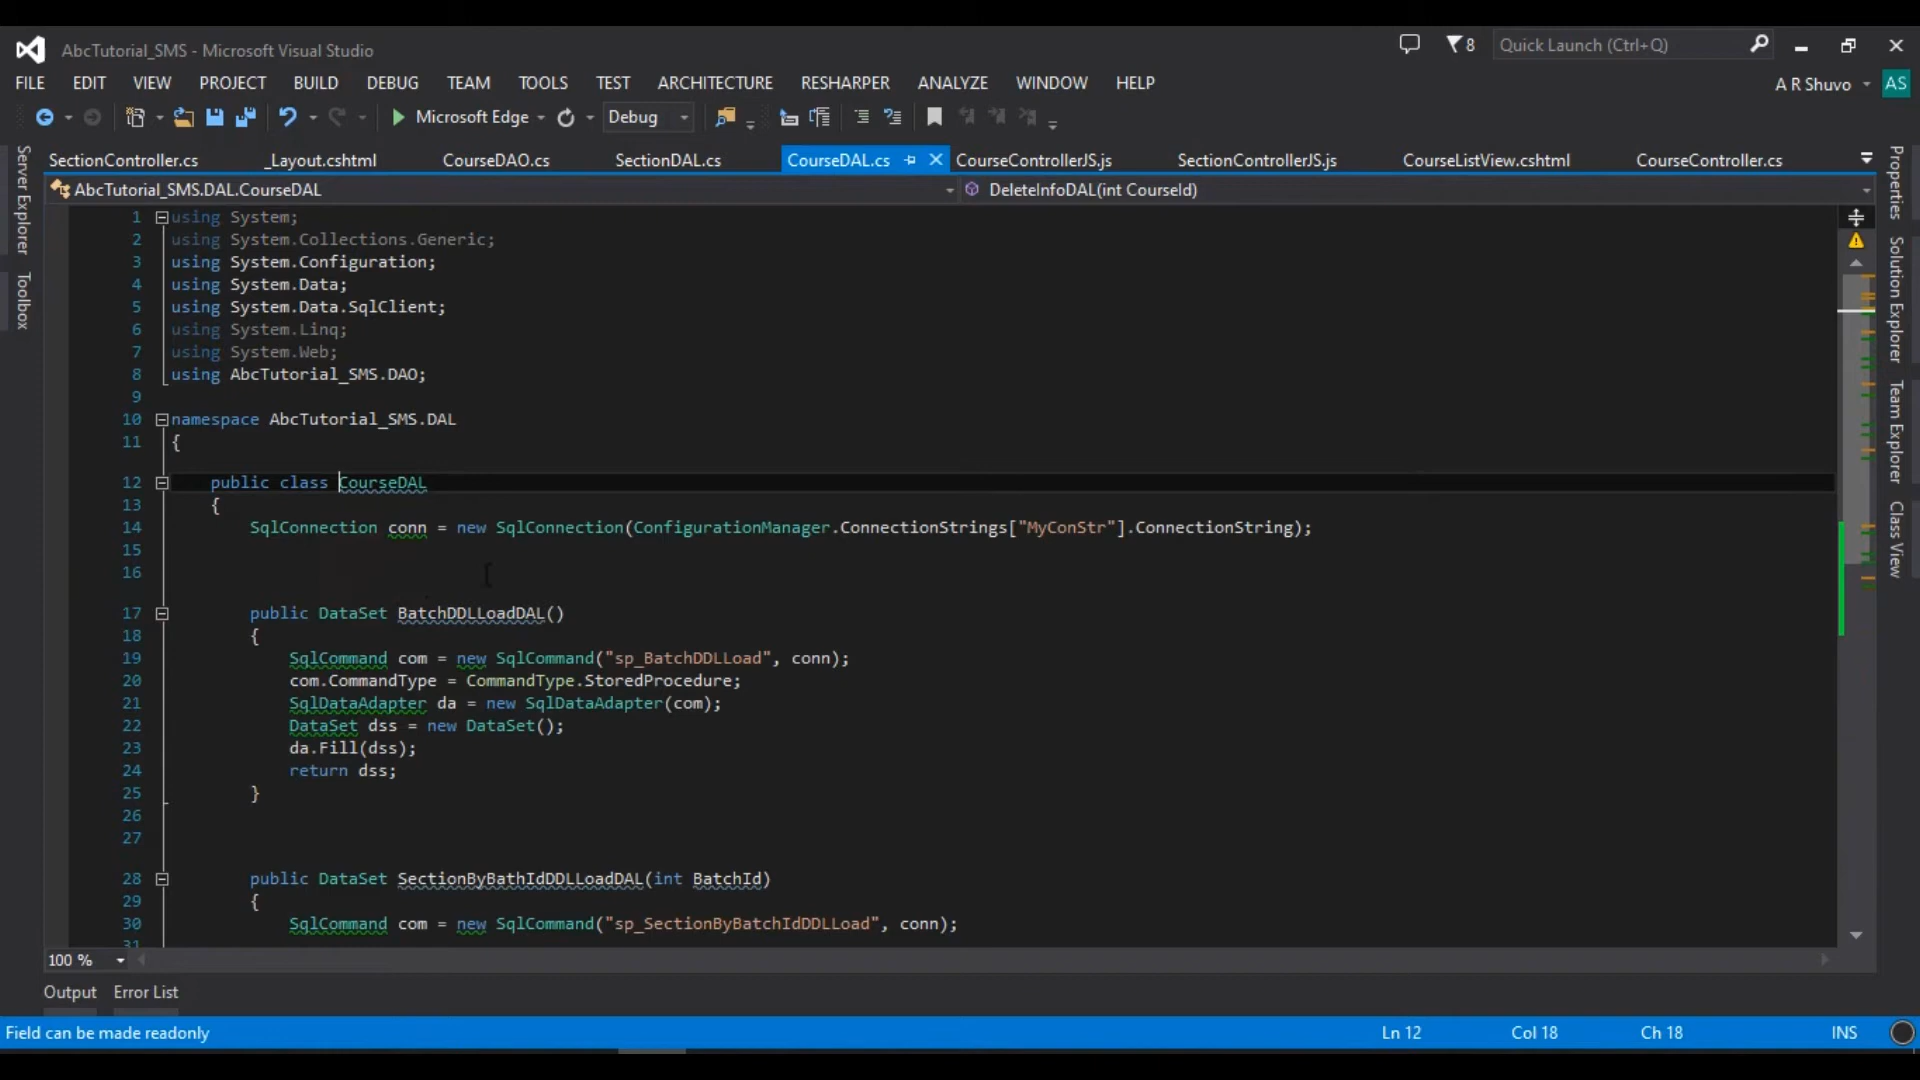 AbcTutorial_SMS - Microsoft Visual Studio
8
Quick Launch (Ctrl+Q)
FILE EDIT VIEW PROJECT BUILD DEBUG TEAM TOOLS TEST ARCHITECTURE RESHARPER ANALYZE WINDOW HELP
A R Shuvo AS
Microsoft Edge Debug
SectionController.cs _Layout.cshtml CourseDAO.cs SectionDAL.cs CourseDAL.cs CourseControllerJS.js SectionControllerJS.js CourseListView.cshtml CourseController.cs
AbcTutorial_SMS.DAL.CourseDAL DeleteInfoDAL(int CourseId)
Server Explorer
Toolbox
1 using System;
2 using System.Collections.Generic;
3 using System.Configuration;
4 using System.Data;
5 using System.Data.SqlClient;
6 using System.Linq;
7 using System.Web;
8 using AbcTutorial_SMS.DAO;
9
10 namespace AbcTutorial_SMS.DAL
11 {
12 public class CourseDAL
13 {
14 SqlConnection conn = new SqlConnection(ConfigurationManager.ConnectionStrings["MyConStr"].ConnectionString);
15
16
17 public DataSet BatchDDLLoadDAL()
18 {
19 SqlCommand com = new SqlCommand("sp_BatchDDLLoad", conn);
20 com.CommandType = CommandType.StoredProcedure;
21 SqlDataAdapter da = new SqlDataAdapter(com);
22 DataSet dss = new DataSet();
23 da.Fill(dss);
24 return dss;
25 }
26
27
28 public DataSet SectionByBathIdDDLLoadDAL(int BatchId)
29 {
30 SqlCommand com = new SqlCommand("sp_SectionByBatchIdDDLLoad", conn);
31
Properties
Solution Explorer
Team Explorer
Class View
100 %
Output Error List
Field can be made readonly Ln 12 Col 18 Ch 18 INS